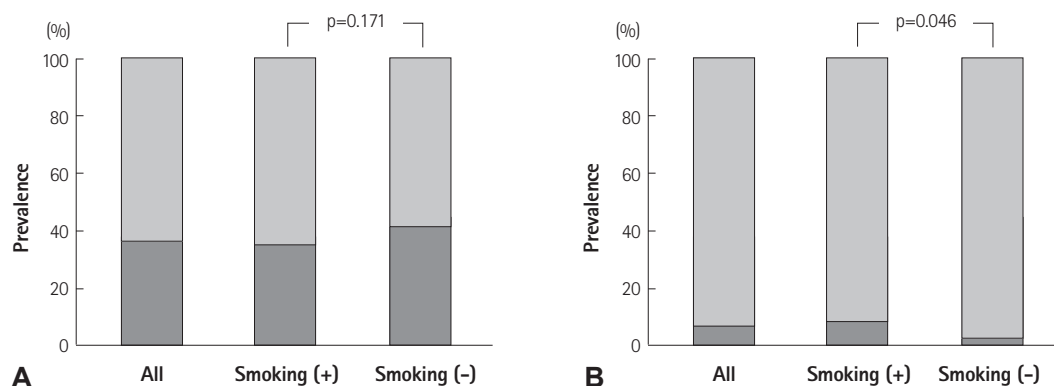 p=0.171
(%)
100
80
60
40
20
0
Prevalence
All Smoking (+) Smoking (–)
A
p=0.046
(%)
100
80
60
40
20
0
Prevalence
All Smoking (+) Smoking (–)
B